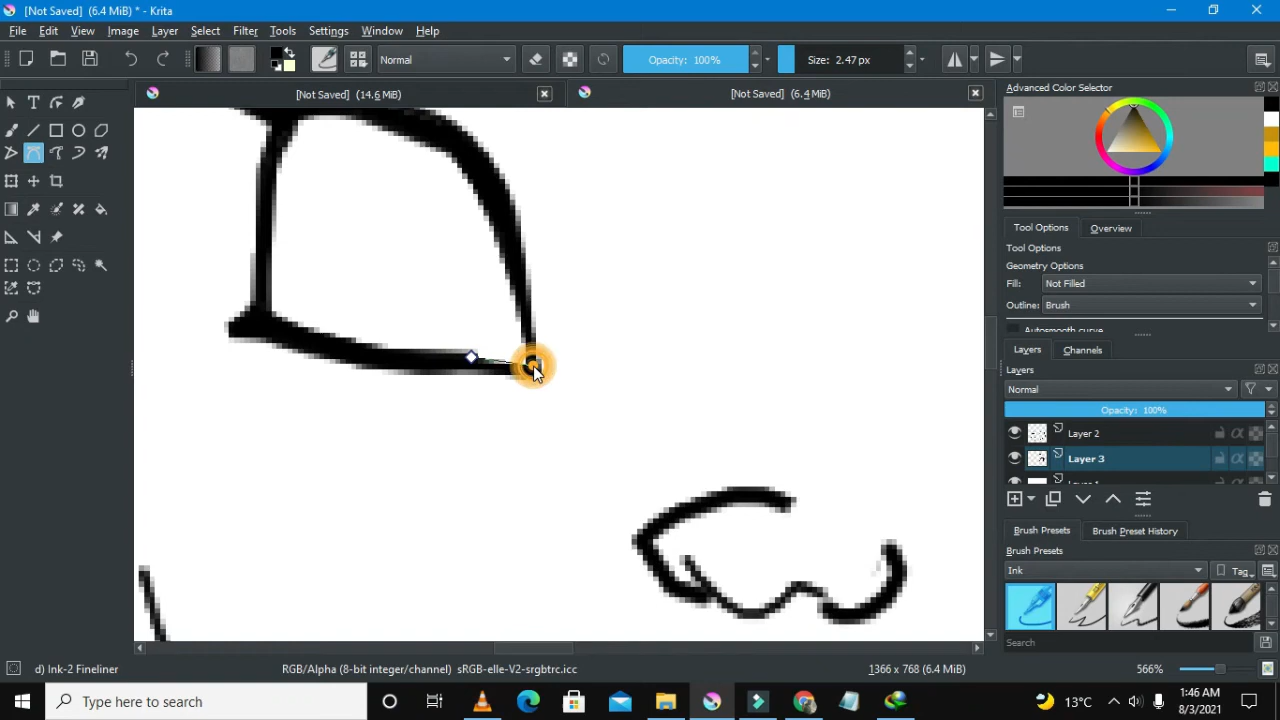 [Not Saved] (6.4 MiB) * - Krita
File Edit View Image Layer Select Filter Tools Settings Window Help
Normal Opacity: 100% Size: 2.47 px
[Not Saved] (14.6 MiB) [Not Saved] (6.4 MiB)
Advanced Color Selector
Tool Options Overview
Tool Options
Geometry Options
Fill: Not Filled
Outline: Brush
Autosmooth curve
Layers Channels
Layers
Normal
Opacity: 100%
Layer 2
Layer 3
Layer 1
Brush Presets Brush Preset History
Brush Presets
Ink Tag
Search
d) Ink-2 Fineliner RGB/Alpha (8-bit integer/channel) sRGB-elle-V2-srgbtrc.icc 1366 x 768 (6.4 MiB) 566%
Type here to search 13°C 1:46 AM
8/3/2021